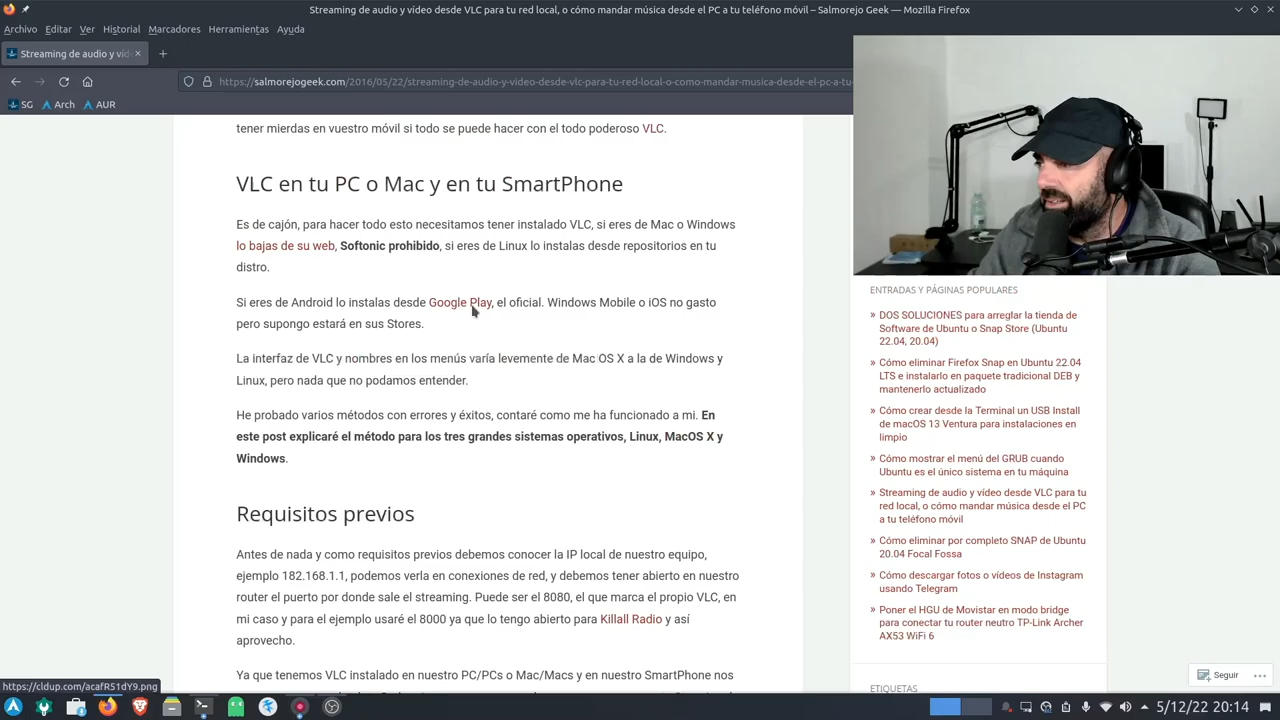 Streaming de audio y vídeo desde VLC para tu red local, o cómo mandar música desde el PC a tu teléfono móvil – Salmorejo Geek — Mozilla Firefox
Archivo Editar Ver Historial Marcadores Herramientas Ayuda
Streaming de audio y víd
https://salmorejogeek.com/2016/05/22/streaming-de-audio-y-video-desde-vlc-para-tu-red-local-o-como-mandar-musica-desde-el-pc-a-tu-
SG Arch AUR
tener mierdas en vuestro móvil si todo se puede hacer con el todo poderoso VLC.
VLC en tu PC o Mac y en tu SmartPhone
Es de cajón, para hacer todo esto necesitamos tener instalado VLC, si eres de Mac o Windows
lo bajas de su web, Softonic prohibido, si eres de Linux lo instalas desde repositorios en tu
distro.
Si eres de Android lo instalas desde Google Play, el oficial. Windows Mobile o iOS no gasto
pero supongo estará en sus Stores.
La interfaz de VLC y nombres en los menús varía levemente de Mac OS X a la de Windows y
Linux, pero nada que no podamos entender.
He probado varios métodos con errores y éxitos, contaré como me ha funcionado a mi. En
este post explicaré el método para los tres grandes sistemas operativos, Linux, MacOS X y
Windows.
Requisitos previos
Antes de nada y como requisitos previos debemos conocer la IP local de nuestro equipo,
ejemplo 182.168.1.1, podemos verla en conexiones de red, y debemos tener abierto en nuestro
router el puerto por donde sale el streaming. Puede ser el 8080, el que marca el propio VLC, en
mi caso y para el ejemplo usaré el 8000 ya que lo tengo abierto para Killall Radio y así
aprovecho.
Ya que tenemos VLC instalado en nuestro PC/PCs o Mac/Macs y en nuestro SmartPhone nos
ENTRADAS Y PÁGINAS POPULARES
» DOS SOLUCIONES para arreglar la tienda de
Software de Ubuntu o Snap Store (Ubuntu
22.04, 20.04)
» Cómo eliminar Firefox Snap en Ubuntu 22.04
LTS e instalarlo en paquete tradicional DEB y
mantenerlo actualizado
» Cómo crear desde la Terminal un USB Install
de macOS 13 Ventura para instalaciones en
limpio
» Cómo mostrar el menú del GRUB cuando
Ubuntu es el único sistema en tu máquina
» Streaming de audio y vídeo desde VLC para tu
red local, o cómo mandar música desde el PC
a tu teléfono móvil
» Cómo eliminar por completo SNAP de Ubuntu
20.04 Focal Fossa
» Cómo descargar fotos o vídeos de Instagram
usando Telegram
» Poner el HGU de Movistar en modo bridge
para conectar tu router neutro TP-Link Archer
AX53 WiFi 6
ETIQUETAS
Seguir
https://cldup.com/acafR51dY9.png
5/12/22 20:14